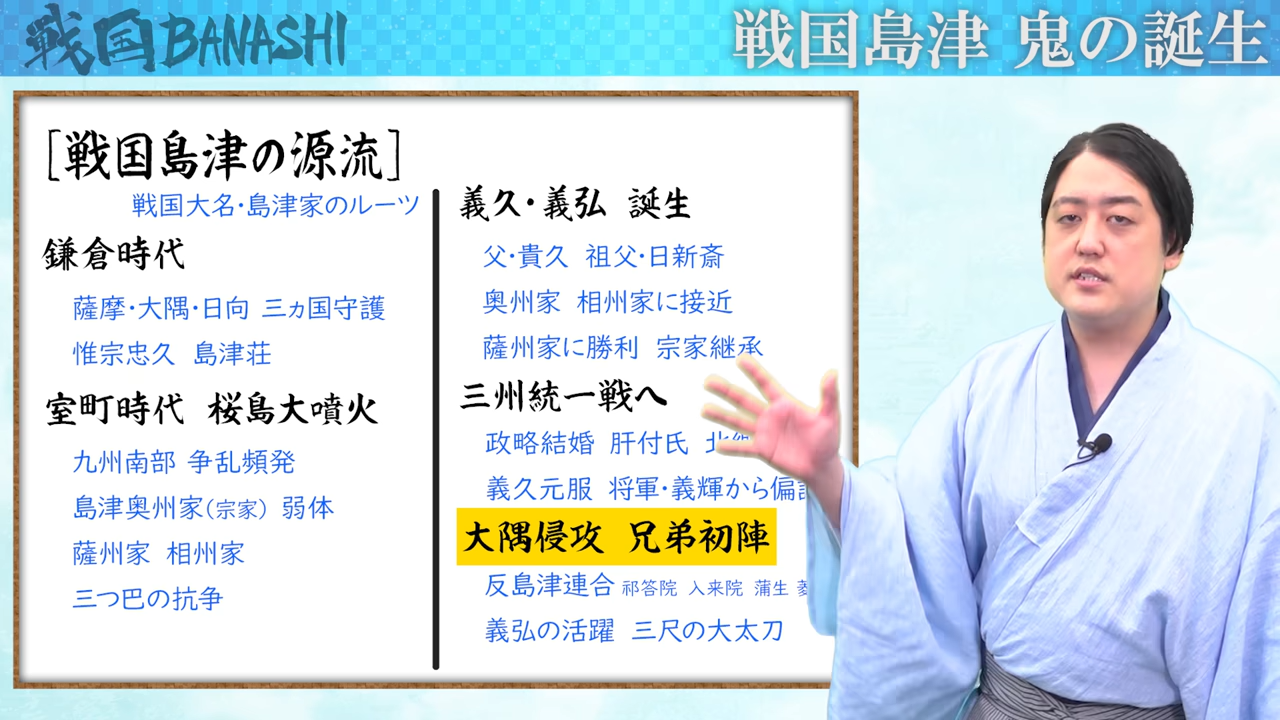 戦国BANASHI
戦国島津 鬼の誕生
[戦国島津の源流]
戦国大名・島津家のルーツ
鎌倉時代
薩摩・大隅・日向 三ヵ国守護
惟宗忠久 島津荘
室町時代 桜島大噴火
九州南部 争乱頻発
島津奥州家(宗家) 弱体
薩州家 相州家
三つ巴の抗争
義久・義弘 誕生
父・貴久 祖父・日新斎
奥州家 相州家に接近
薩州家に勝利 宗家継承
三州統一戦へ
政略結婚 肝付氏 北
義久元服 将軍・義輝から偏
大隅侵攻 兄弟初陣
反島津連合 祁答院 入来院 蒲生
義弘の活躍 三尺の大太刀